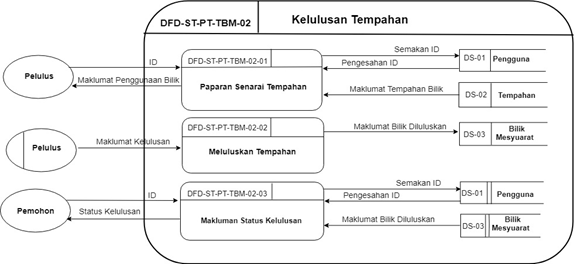 DFD-ST-PT-TBM-02
Kelulusan Tempahan
Pelulus
ID
Maklumat Penggunaan Bilik
DFD-ST-PT-TBM-02-01
Paparan Senarai Tempahan
Semakan ID
Pengesahan ID
Maklumat Tempahan Bilik
DS-01
Pengguna
DS-02
Tempahan
Pelulus
Maklumat Kelulusan
DFD-ST-PT-TBM-02-02
Meluluskan Tempahan
Maklumat Bilik Diluluskan
DS-03
Bilik
Mesyuarat
Pemohon
ID
Status Kelulusan
DFD-ST-PT-TBM-02-03
Makluman Status Kelulusan
Semakan ID
Pengesahan ID
Maklumat Bilik Diluluskan
DS-01
Pengguna
DS-03
Bilik
Mesyuarat